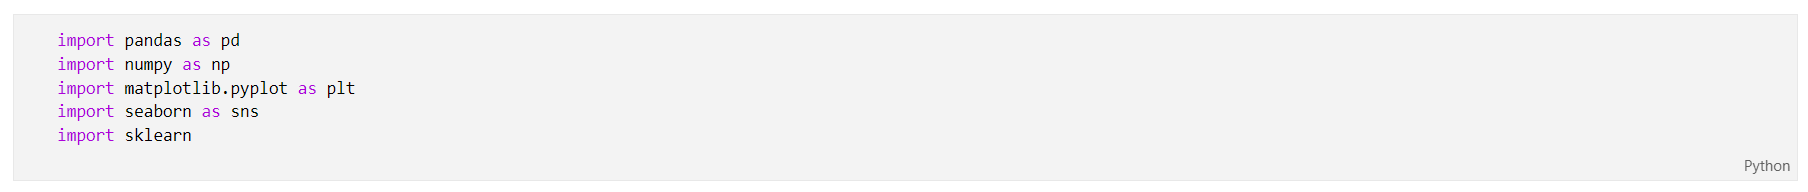 import pandas as pd
import numpy as np
import matplotlib.pyplot as plt
import seaborn as sns
import sklearn
Python